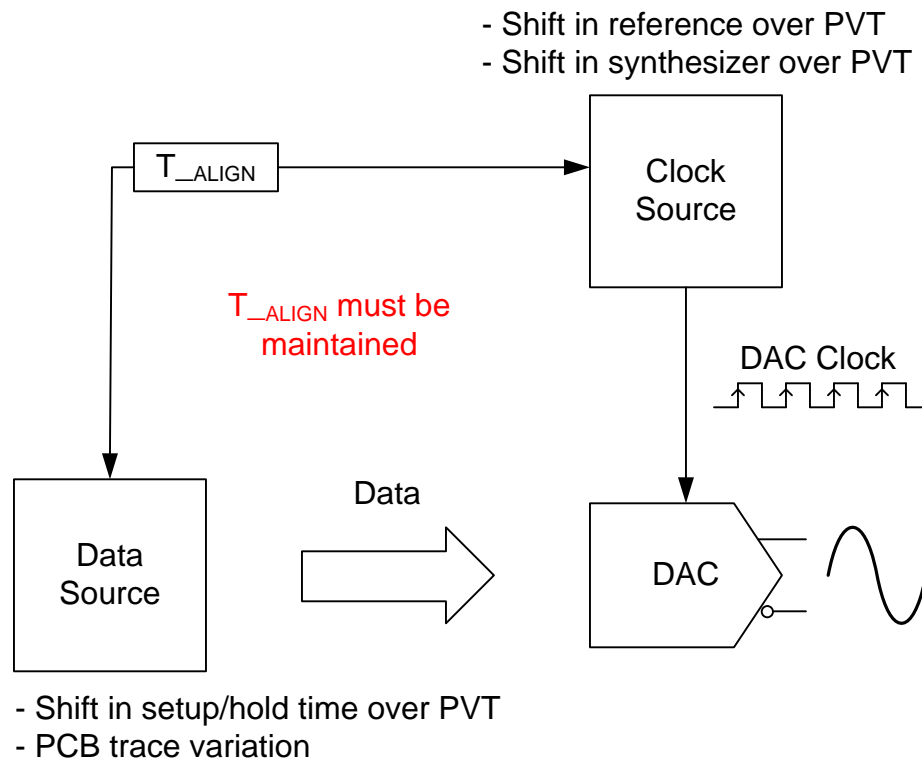 - Shift in reference over PVT
- Shift in synthesizer over PVT
T_ALIGN
Clock
Source
T_ALIGN must be
maintained
DAC Clock
Data
Data
Source
DAC
- Shift in setup/hold time over PVT
- PCB trace variation